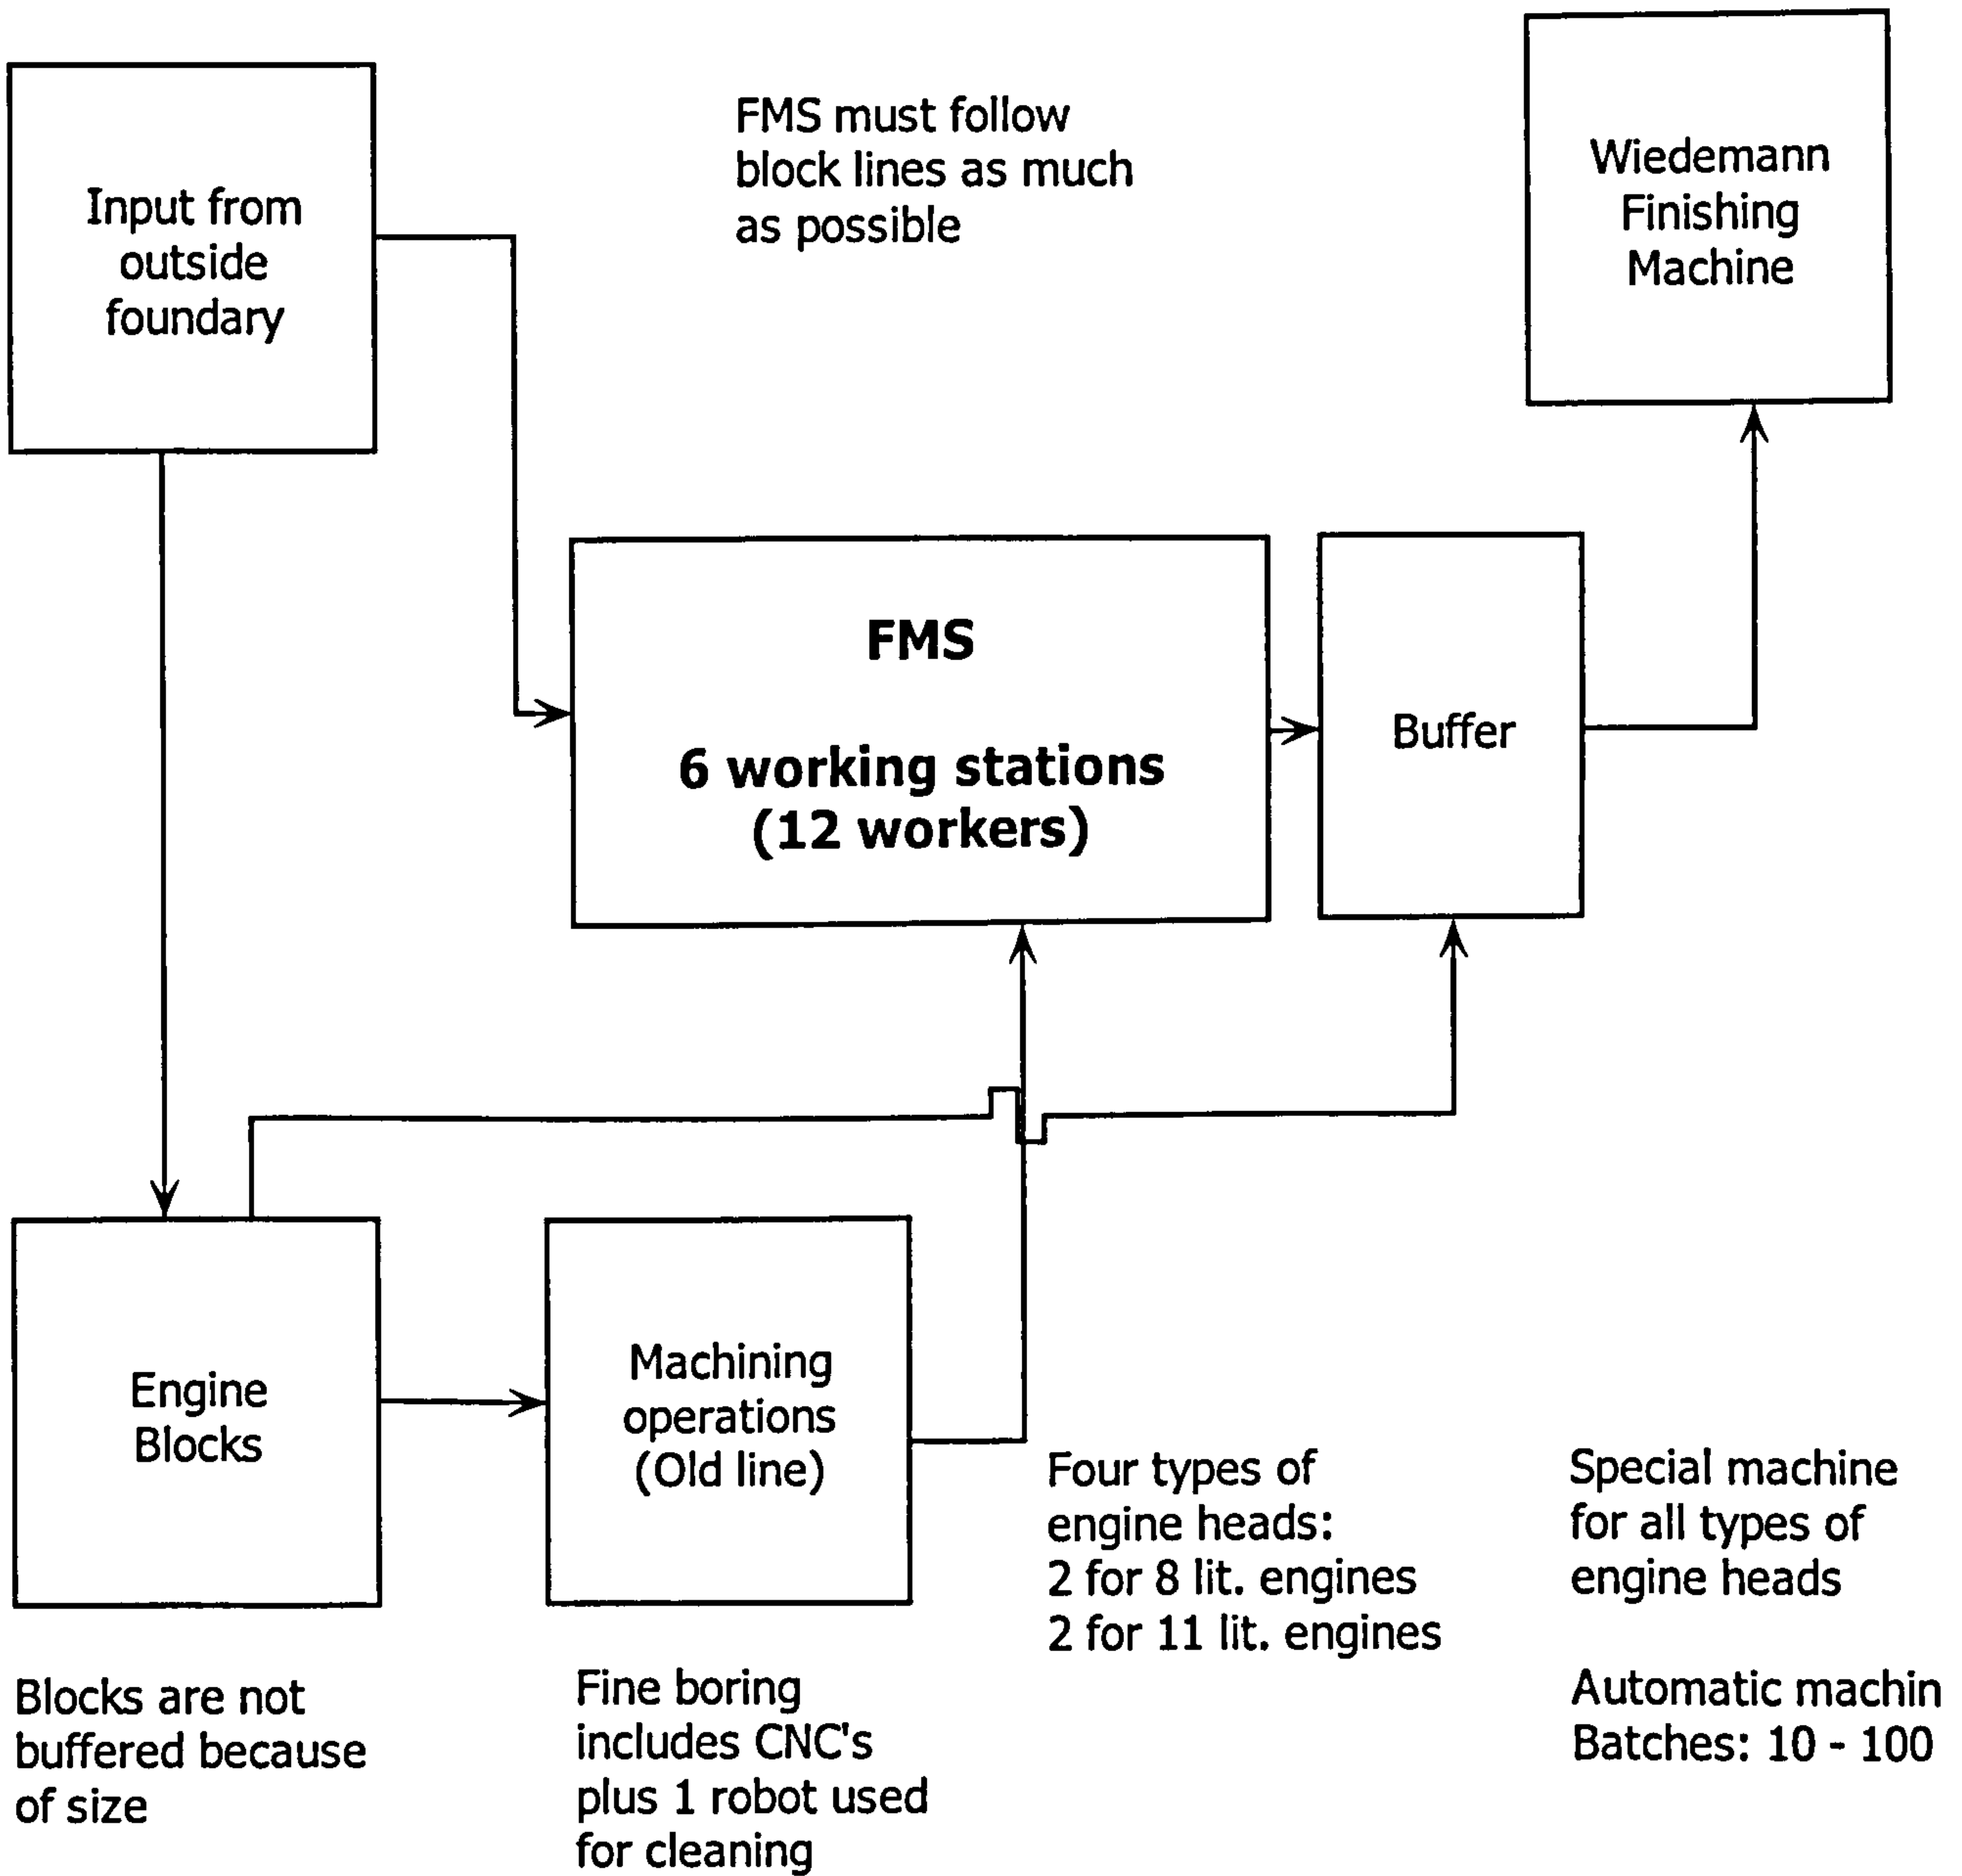 Input from
outside
foundary
FMS must follow
block lines as much
as possible
Wiedemann
Finishing
Machine
FMS
6 working stations
(12 workers)
Buffer
Engine
Blocks
Machining
operations
(Old line)
Four types of
engine heads:
2 for 8 lit. engines
2 for 11 lit. engines
Special machine
for all types of
engine heads
Automatic machin
Batches: 10 - 100
Blocks are not
buffered because
of size
Fine boring
includes CNC's
plus 1 robot used
for cleaning